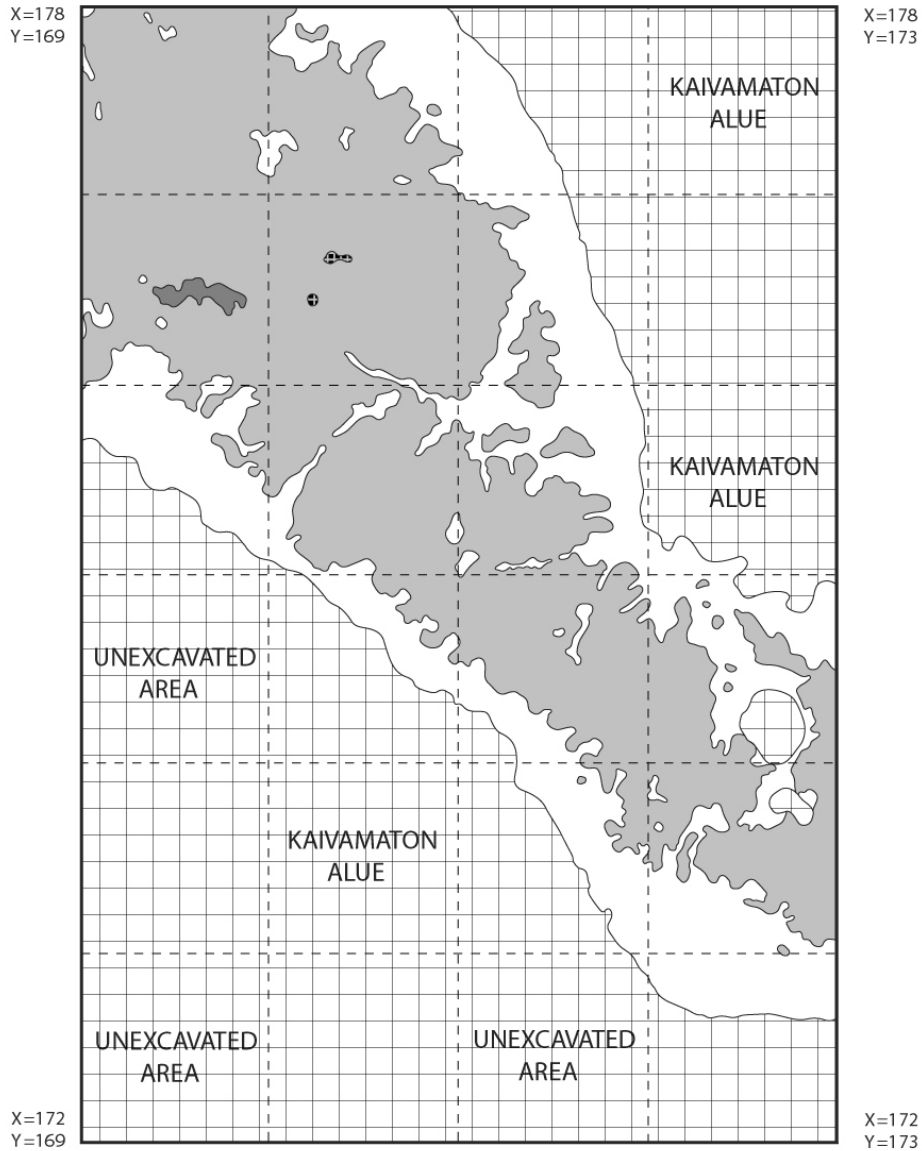 X=178
Y=169
X=178
Y=173
KAIVAMATON
ALUE
KAIVAMATON
ALUE
UNEXCAVATED
AREA
KAIVAMATON
ALUE
UNEXCAVATED
AREA
UNEXCAVATED
AREA
X=172
Y=169
X=172
Y=173